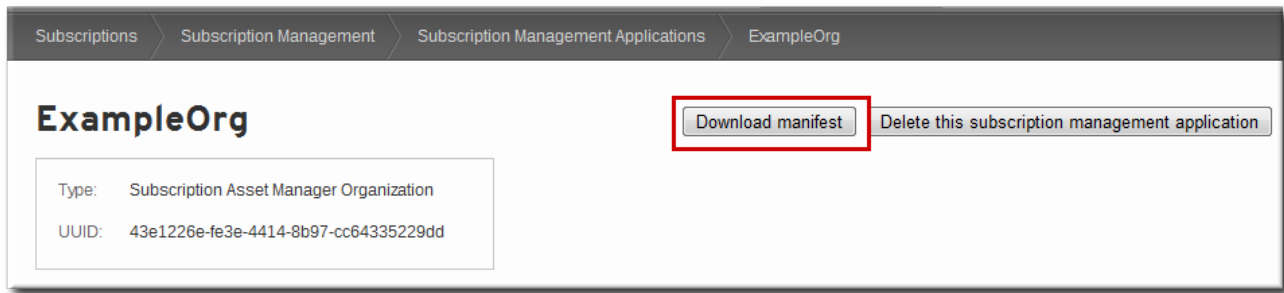 Subscriptions Subscription Management Subscription Management Applications ExampleOrg
ExampleOrg
Download manifest Delete this subscription management application
Type: Subscription Asset Manager Organization
UUID: 43e1226e-fe3e-4414-8b97-cc64335229dd